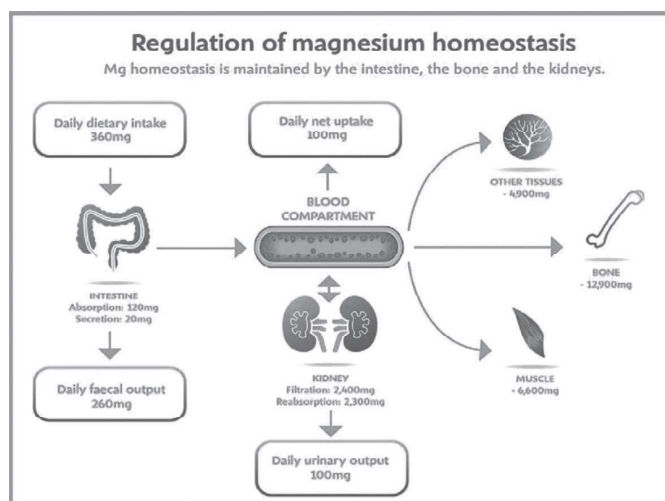 Regulation of magnesium homeostasis
Mg homeostasis is maintained by the intestine, the bone and the kidneys.
Daily dietary intake
360mg
Daily net uptake
100mg
BLOOD
COMPARTMENT
OTHER TISSUES
- 4,900mg
BONE
- 12,900mg
MUSCLE
- 6,600mg
INTESTINE
Absorption: 120mg
Secretion: 20mg
KIDNEY
Filtration: 2,400mg
Reabsorption: 2,300mg
Daily faecal output
260mg
Daily urinary output
100mg